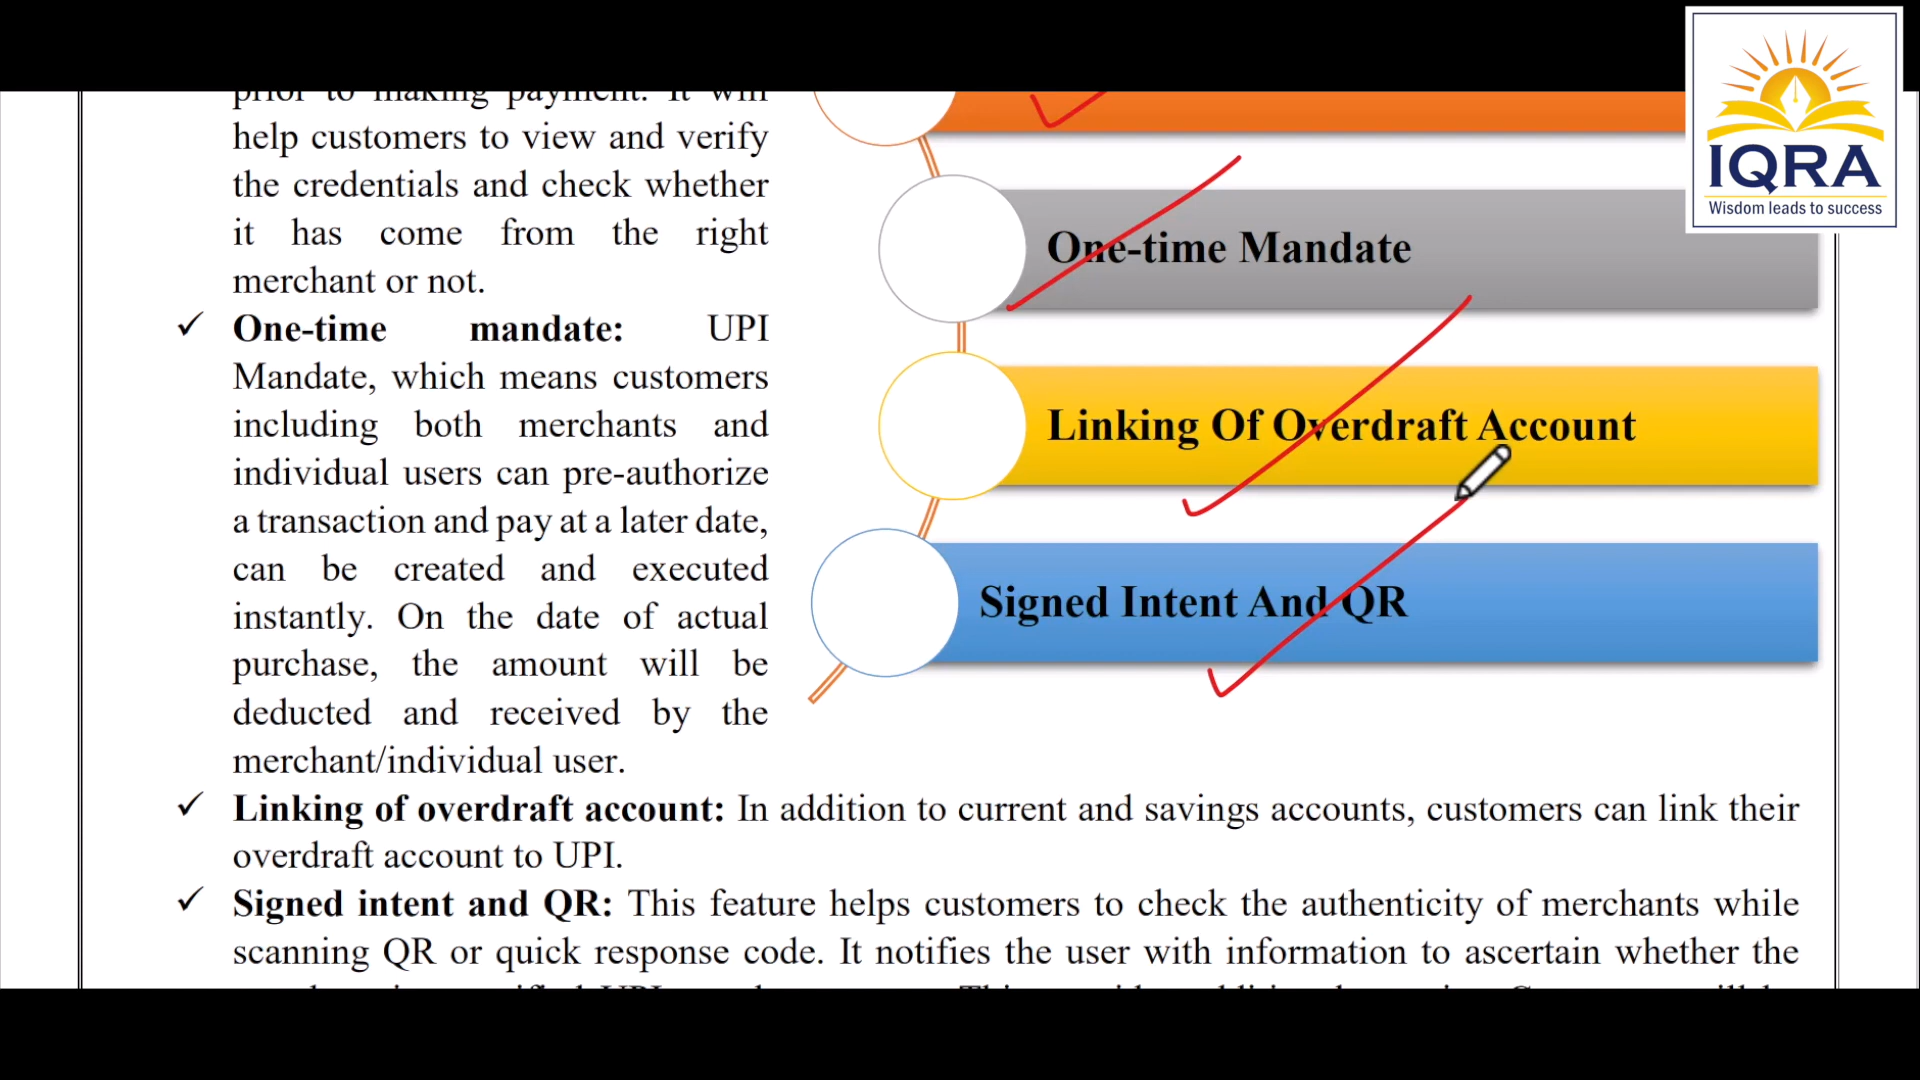 prior to making payment. It will
help customers to view and verify
the credentials and check whether
it has come from the right
merchant or not.
✓ One-time mandate: UPI
Mandate, which means customers
including both merchants and
individual users can pre-authorize
a transaction and pay at a later date,
can be created and executed
instantly. On the date of actual
purchase, the amount will be
deducted and received by the
merchant/individual user.
✓ Linking of overdraft account: In addition to current and savings accounts, customers can link their
overdraft account to UPI.
✓ Signed intent and QR: This feature helps customers to check the authenticity of merchants while
scanning QR or quick response code. It notifies the user with information to ascertain whether the
One-time Mandate
Linking Of Overdraft Account
Signed Intent And QR
IQRA
Wisdom leads to success